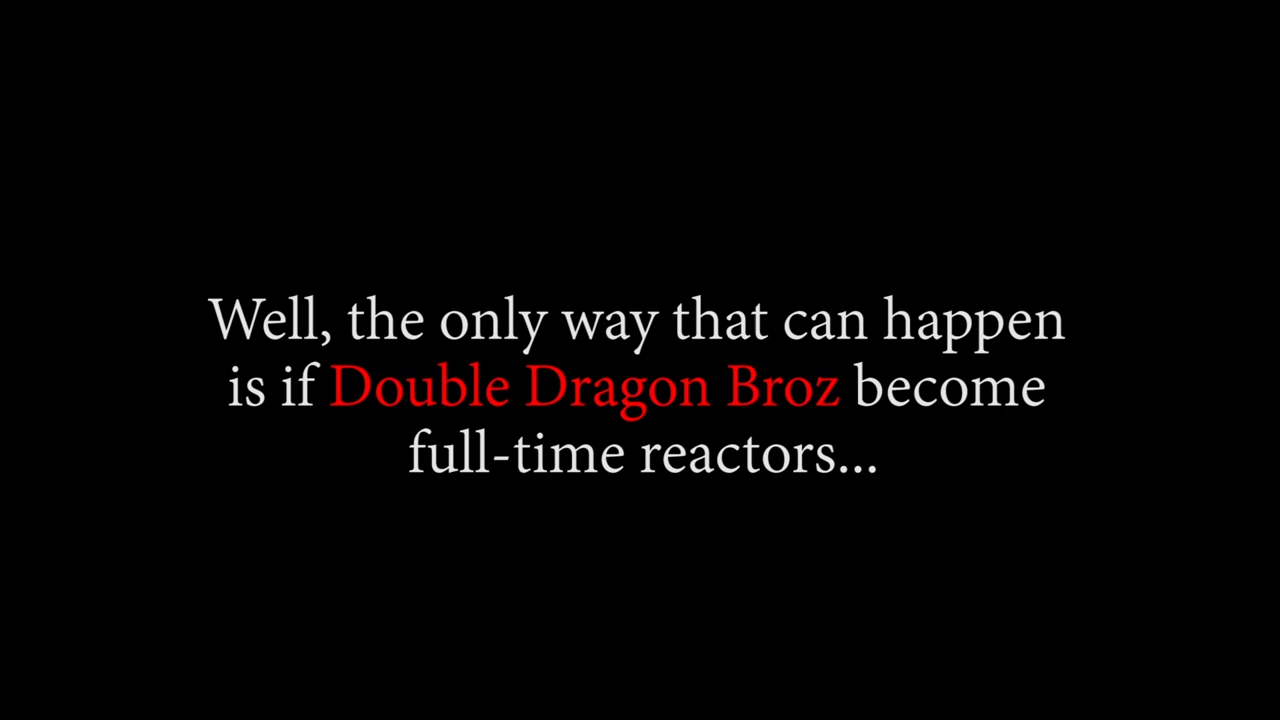 Well, the only way that can happen
is if Double Dragon Broz become
full-time reactors...